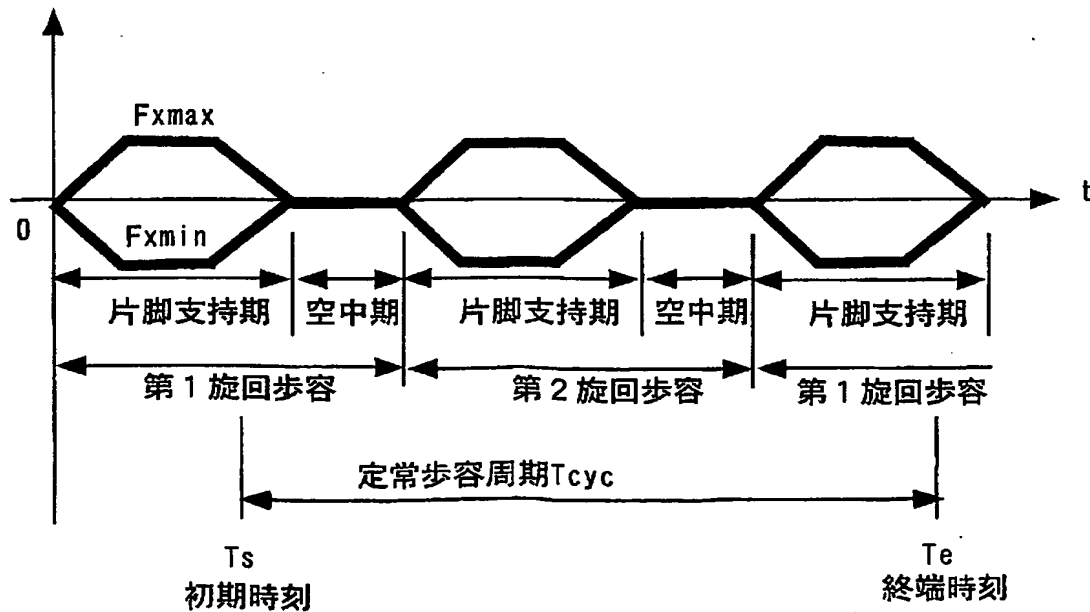 Fxmax
t
0
Fxmin
片脚支持期 空中期 片脚支持期 空中期 片脚支持期
第1旋回歩容 第2旋回歩容 第1旋回歩容
定常歩容周期Tcyc
Ts Te
初期時刻 終端時刻